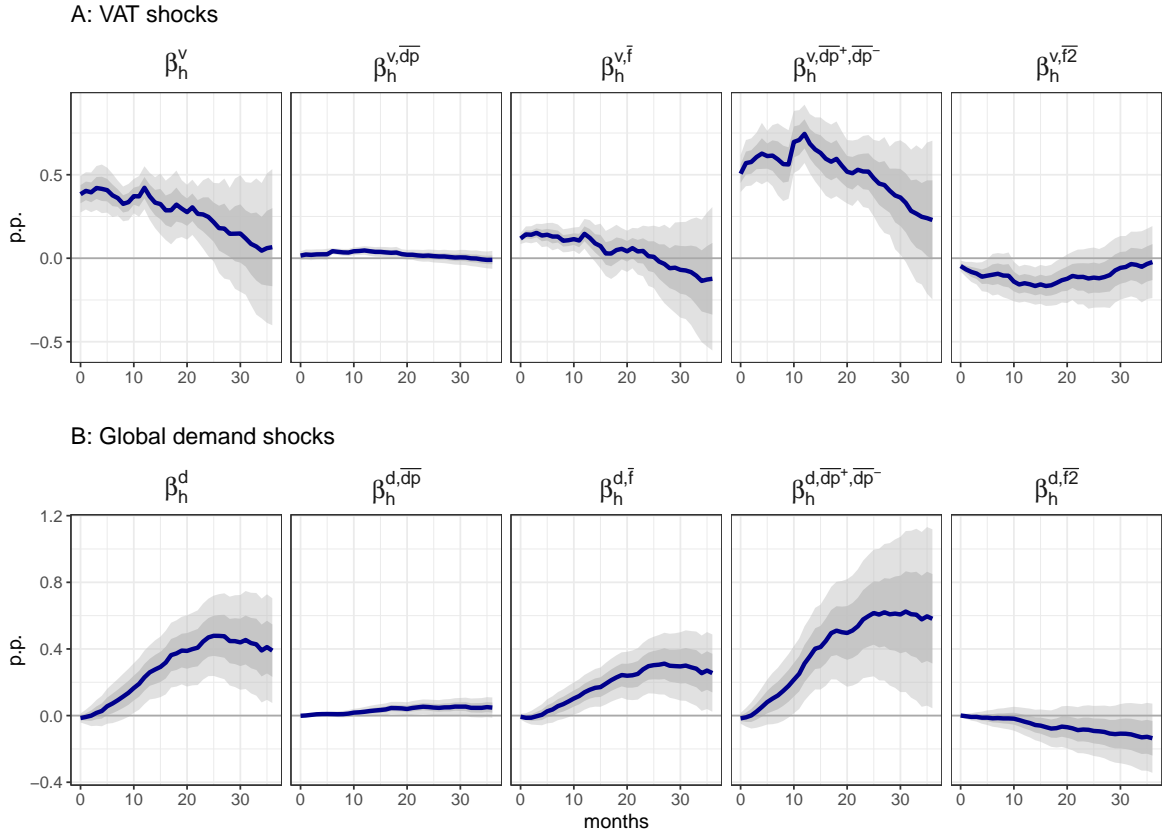 A: VAT shocks
β_h^v β_h^{v,\overline{dp}} β_h^{v,\bar{f}} β_h^{v,\overline{dp}^+,\overline{dp}^-} β_h^{v,\overline{f2}}
p.p.
0.5
0.0
−0.5
0 10 20 30 0 10 20 30 0 10 20 30 0 10 20 30 0 10 20 30
B: Global demand shocks
β_h^d β_h^{d,\overline{dp}} β_h^{d,\bar{f}} β_h^{d,\overline{dp}^+,\overline{dp}^-} β_h^{d,\overline{f2}}
p.p.
1.2
0.8
0.4
0.0
−0.4
0 10 20 30 0 10 20 30 0 10 20 30 0 10 20 30 0 10 20 30
months